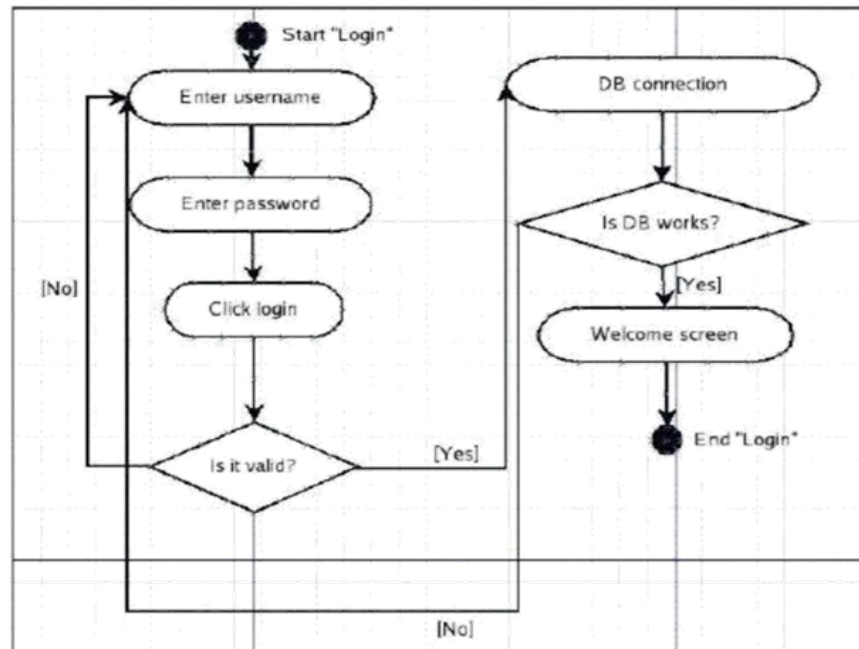 Start "Login"
Enter username
Enter password
Click login
Is it valid?
[No]
[Yes]
DB connection
Is DB works?
[Yes]
Welcome screen
End "Login"
[No]